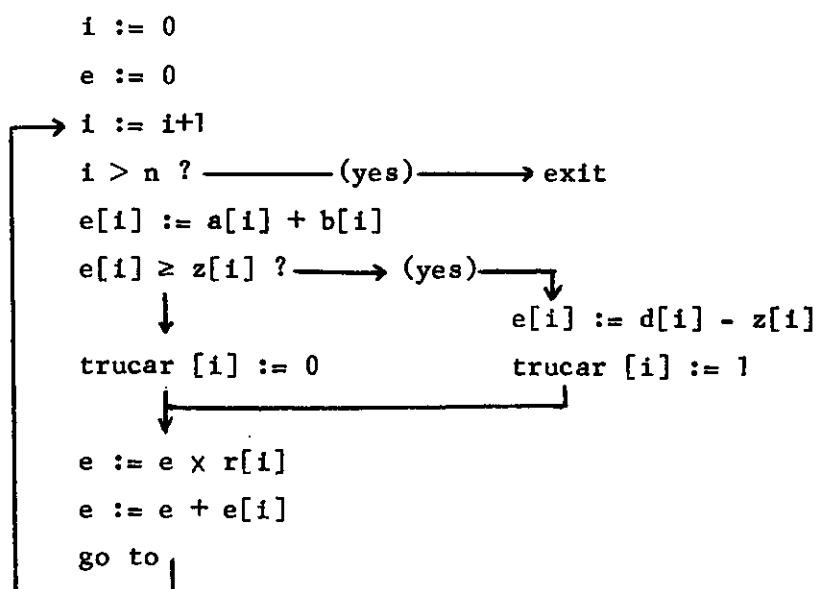 i := 0
e := 0
i := i+1
i > n ? (yes) exit
e[i] := a[i] + b[i]
e[i] ≥ z[i] ? (yes)
e[i] := d[i] - z[i]
trucar [i] := 0 trucar [i] := 1
e := e x r[i]
e := e + e[i]
go to